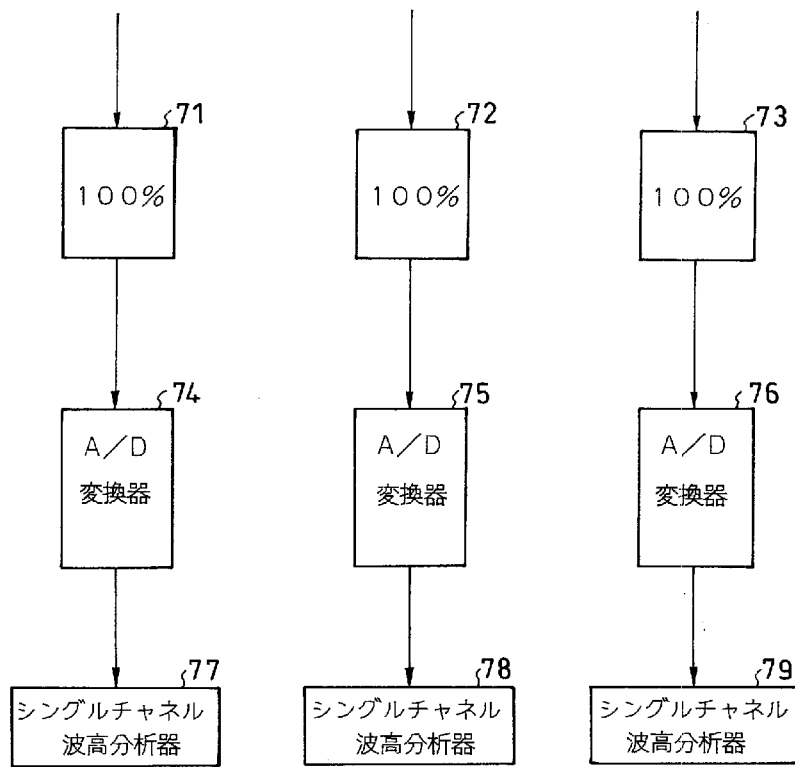 71
72
73
100%
100%
100%
74
75
76
A/D
変換器
A/D
変換器
A/D
変換器
77
78
79
シングルチャネル
波高分析器
シングルチャネル
波高分析器
シングルチャネル
波高分析器